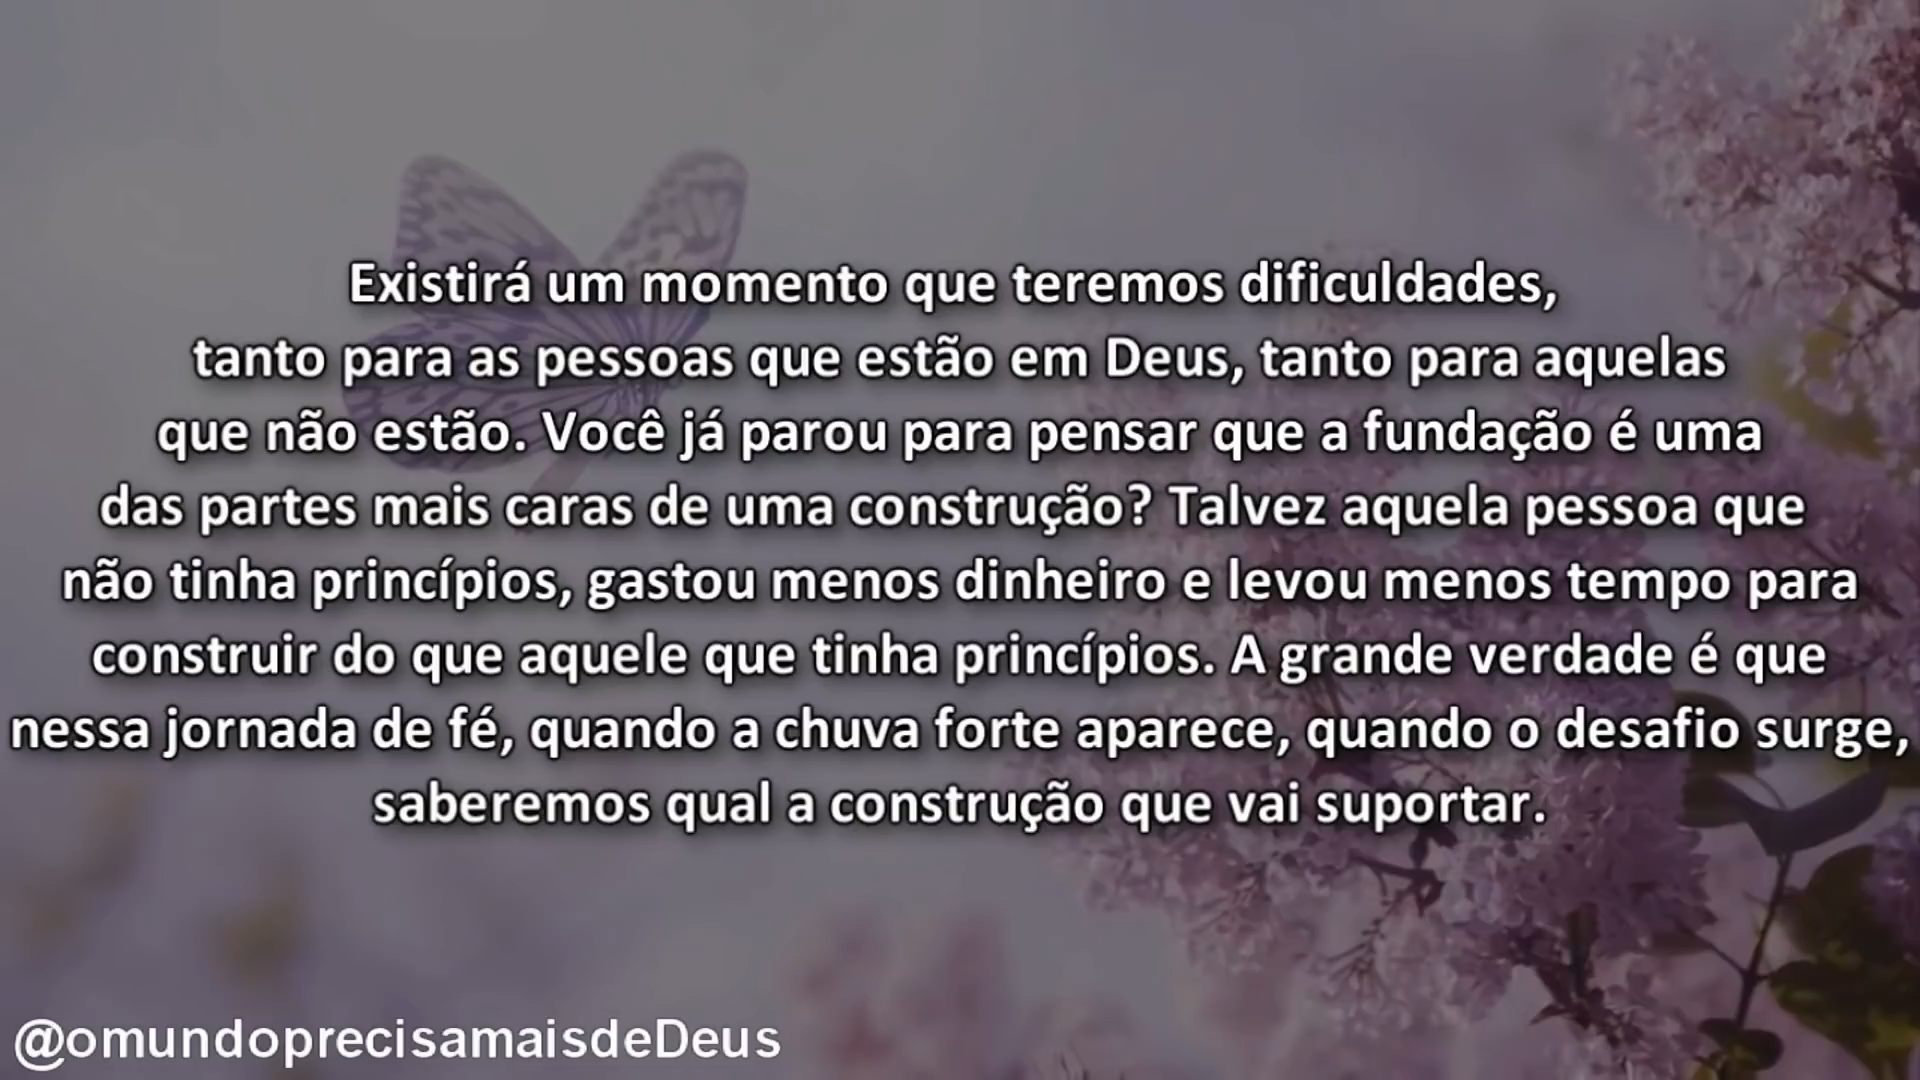 Existirá um momento que teremos dificuldades,
tanto para as pessoas que estão em Deus, tanto para aquelas
que não estão. Você já parou para pensar que a fundação é uma
das partes mais caras de uma construção? Talvez aquela pessoa que
não tinha princípios, gastou menos dinheiro e levou menos tempo para
construir do que aquele que tinha princípios. A grande verdade é que
nessa jornada de fé, quando a chuva forte aparece, quando o desafio surge,
saberemos qual a construção que vai suportar.
@omundoprecisamaisdeDeus